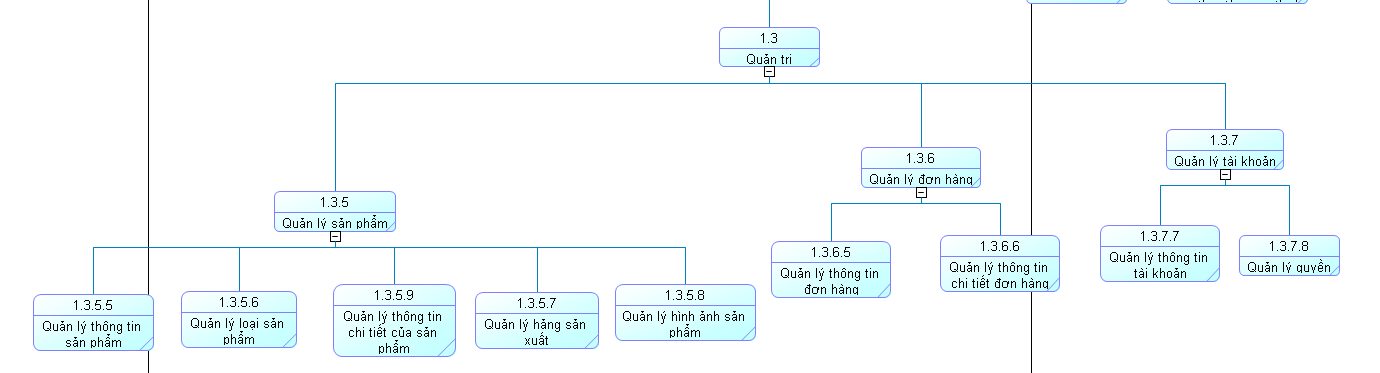 1.3
Quản trị
1.3.7
Quản lý tài khoản
1.3.6
Quản lý đơn hàng
1.3.5
Quản lý sản phẩm
1.3.6.5
Quản lý thông tin
đơn hàng
1.3.6.6
Quản lý thông tin
chi tiết đơn hàng
1.3.7.7
Quản lý thông tin
tài khoản
1.3.7.8
Quản lý quyền
1.3.5.5
Quản lý thông tin
sản phẩm
1.3.5.6
Quản lý loại sản
phẩm
1.3.5.9
Quản lý thông tin
chi tiết của sản
phẩm
1.3.5.7
Quản lý hãng sản
xuất
1.3.5.8
Quản lý hình ảnh sản
phẩm